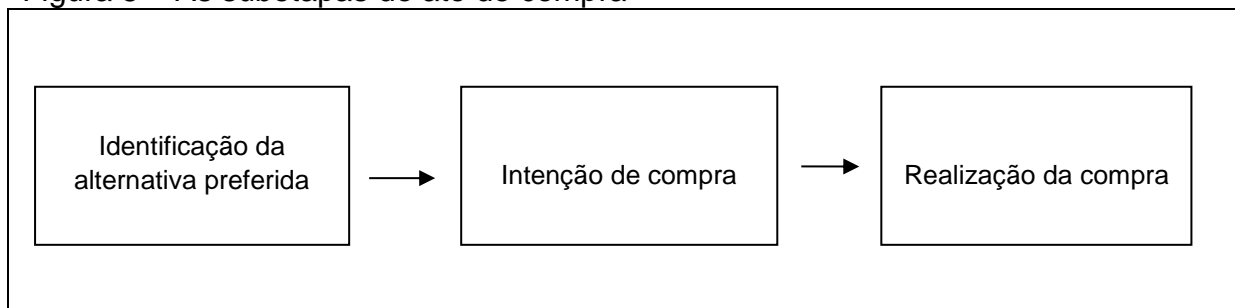 As subetapas do ato de compra
Identificação da
alternativa preferida
Intenção de compra
Realização da compra